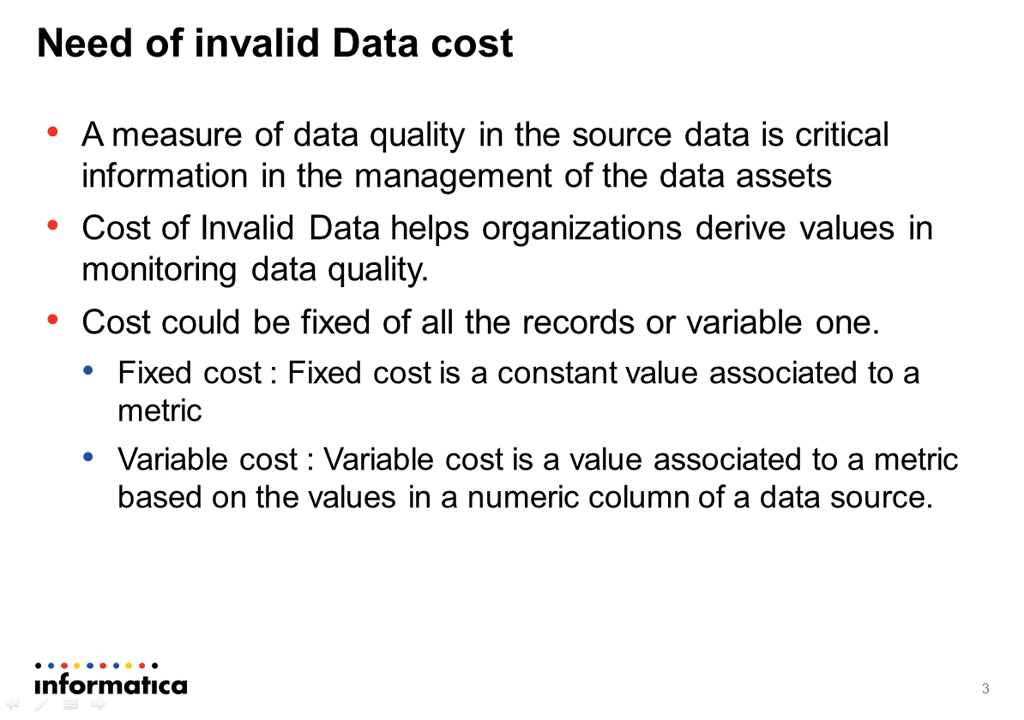 Need of invalid Data cost
A measure of data quality in the source data is critical
information in the management of the data assets
Cost of Invalid Data helps organizations derive values in
monitoring data quality.
Cost could be fixed of all the records or variable one.
Fixed cost : Fixed cost is a constant value associated to a
metric
Variable cost : Variable cost is a value associated to a metric
based on the values in a numeric column of a data source.
informatica
3